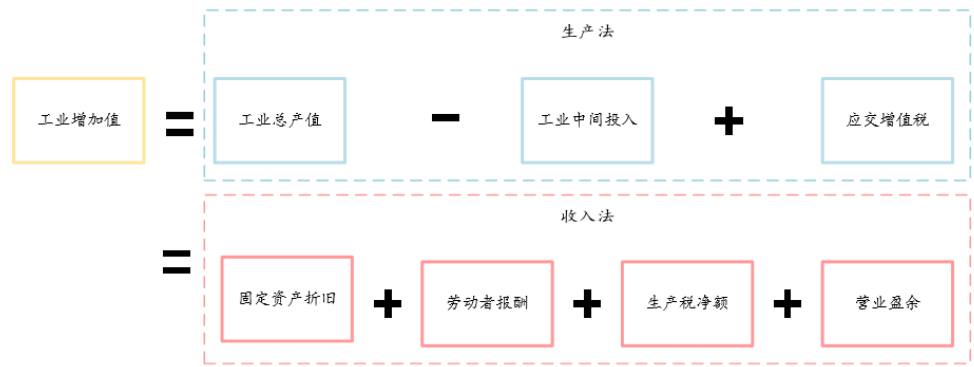 生产法
工业增加值 = 工业总产值 - 工业中间投入 + 应交增值税
收入法
= 固定资产折旧 + 劳动者报酬 + 生产税净额 + 营业盈余